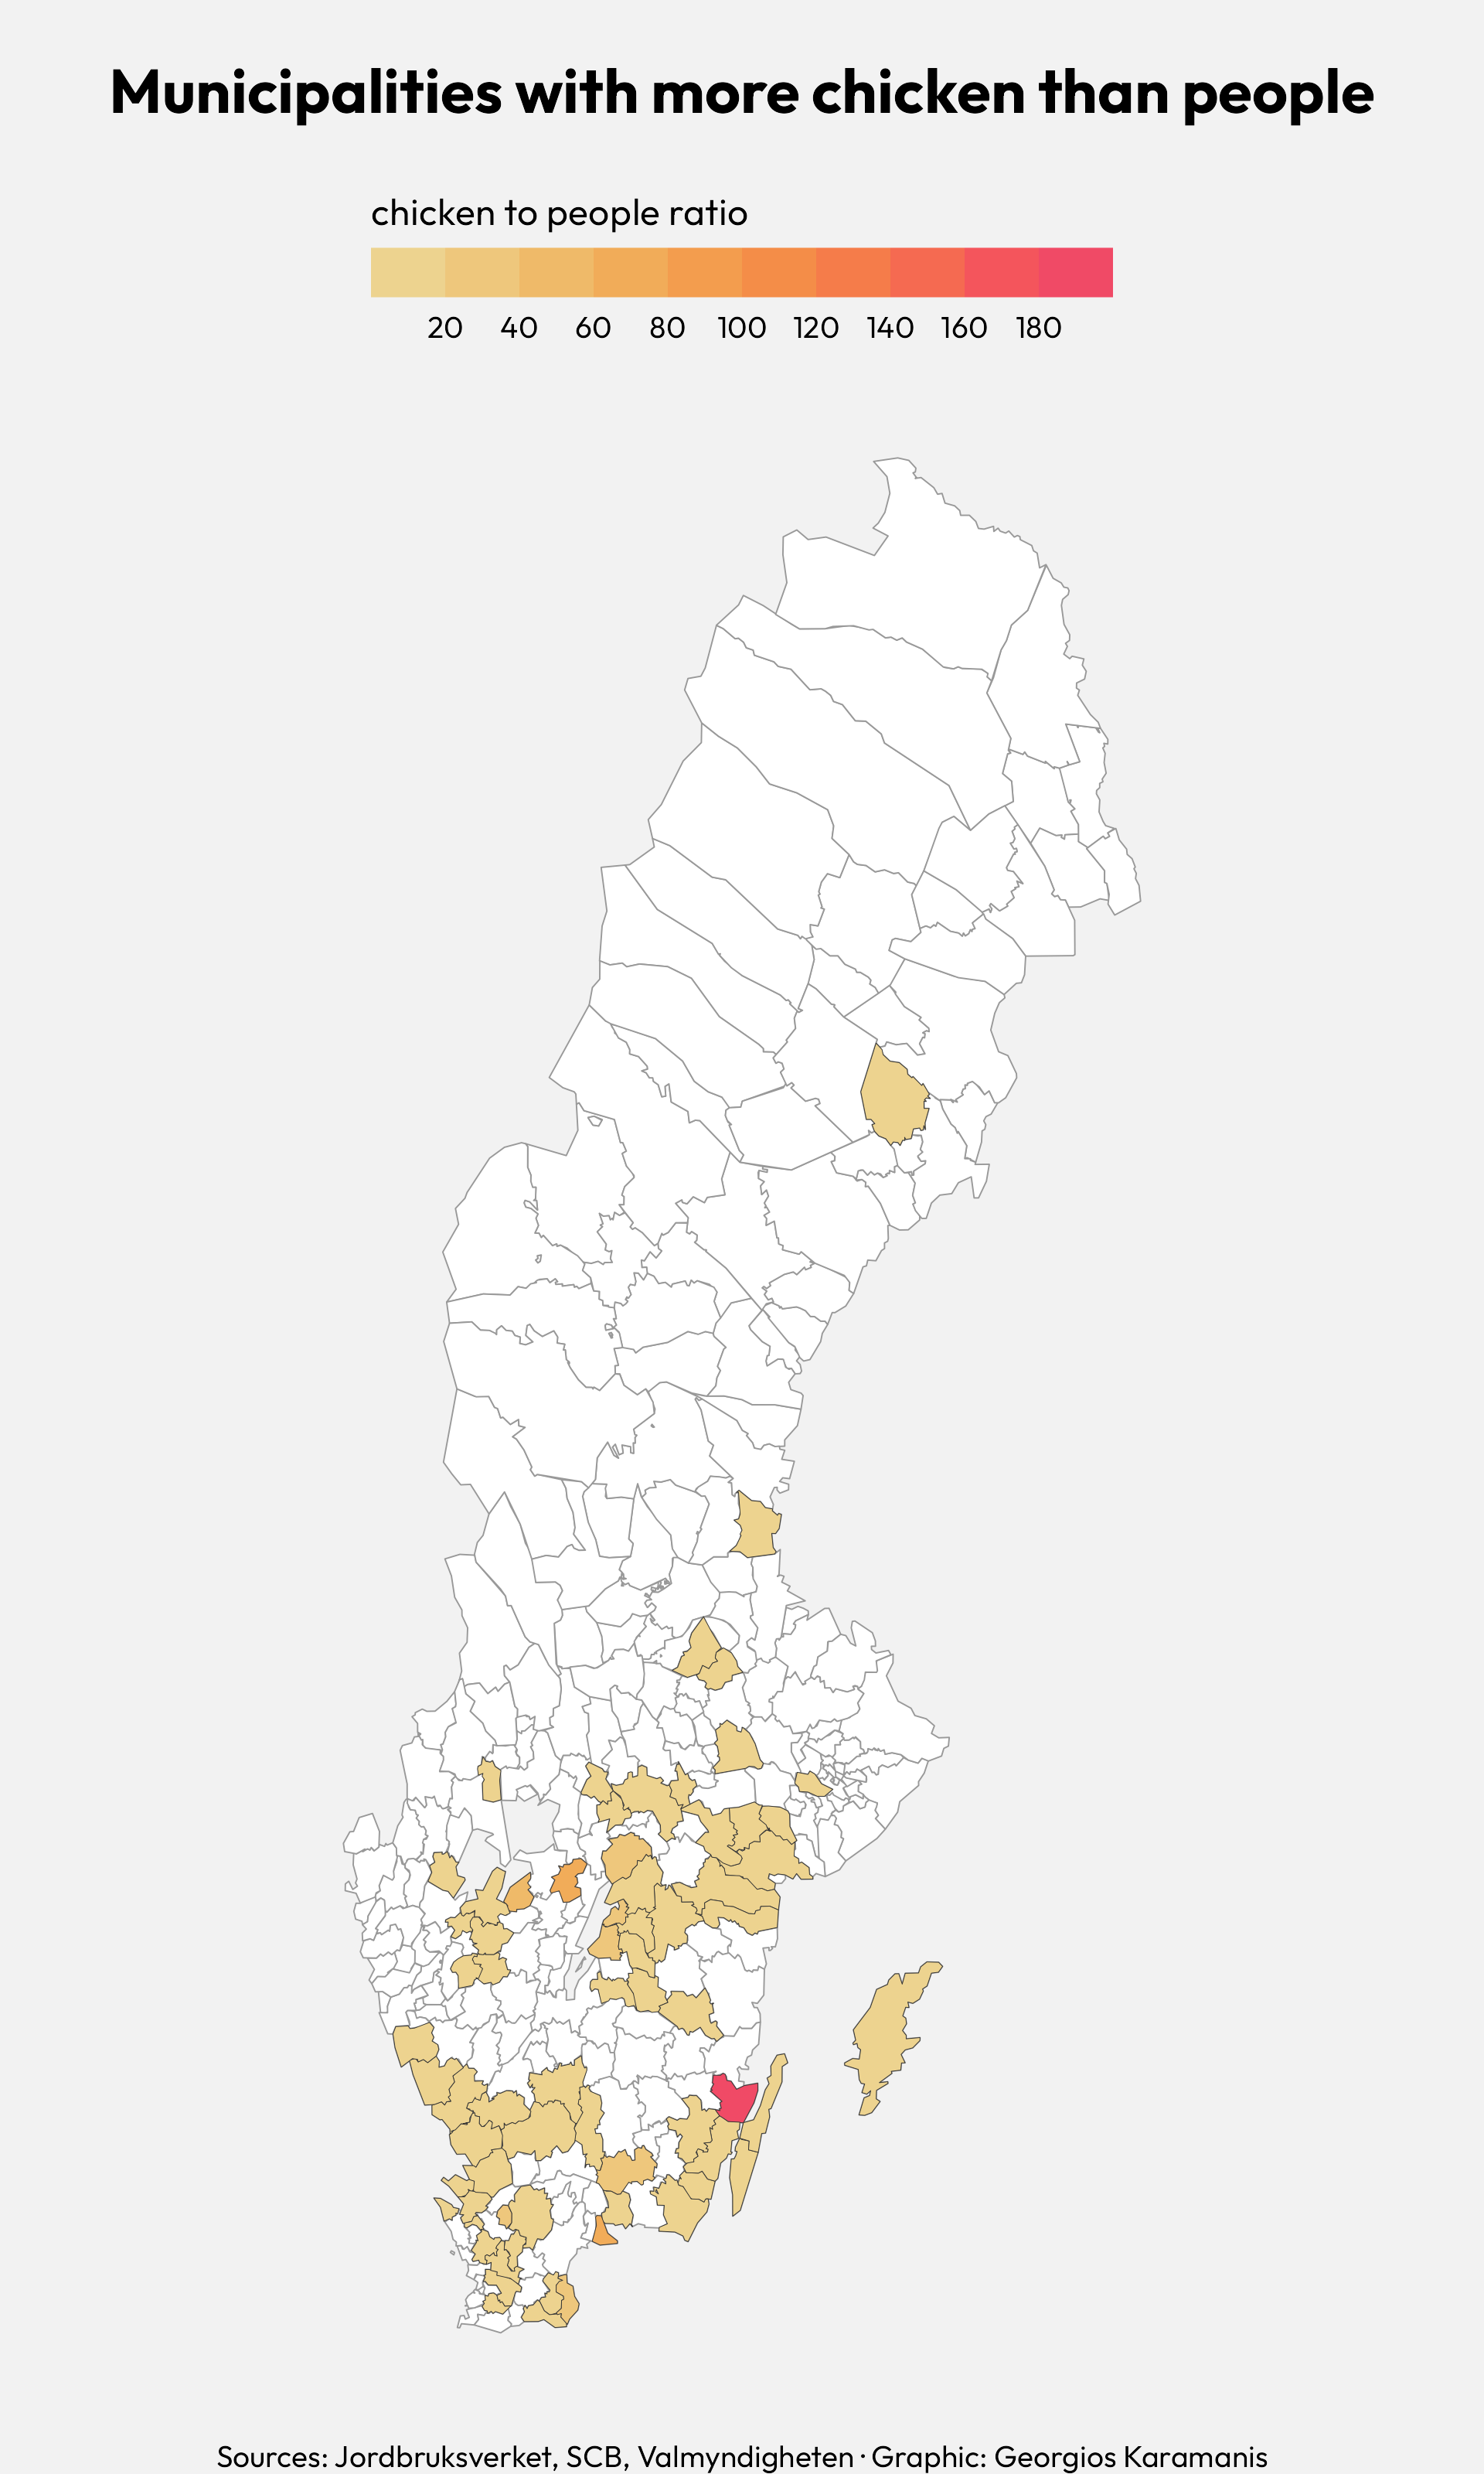 Municipalities with more chicken than people
chicken to people ratio
20 40 60 80 100 120 140 160 180
Sources: Jordbruksverket, SCB, Valmyndigheten · Graphic: Georgios Karamanis